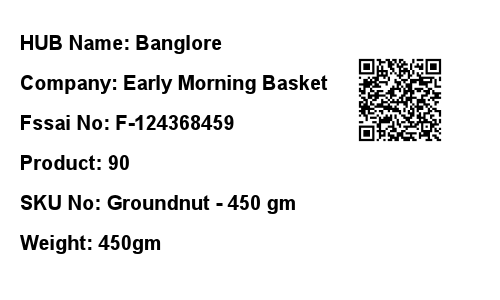 HUB Name: Banglore
Company: Early Morning Basket
Fssai No: F-124368459
Product: 90
SKU No: Groundnut - 450 gm
Weight: 450gm